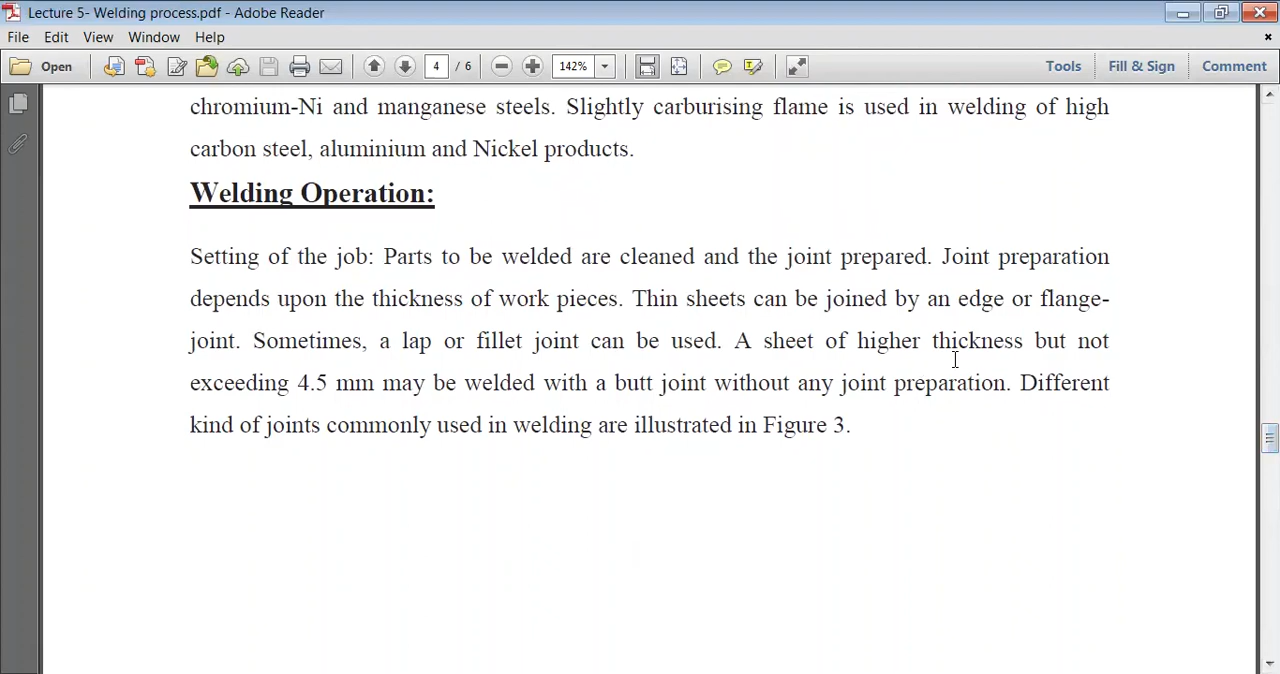 Lecture 5- Welding process.pdf - Adobe Reader
File Edit View Window Help
Open 4 / 6 142% Tools Fill & Sign Comment
chromium-Ni and manganese steels. Slightly carburising flame is used in welding of high
carbon steel, aluminium and Nickel products.
Welding Operation:
Setting of the job: Parts to be welded are cleaned and the joint prepared. Joint preparation
depends upon the thickness of work pieces. Thin sheets can be joined by an edge or flange-
joint. Sometimes, a lap or fillet joint can be used. A sheet of higher thickness but not
exceeding 4.5 mm may be welded with a butt joint without any joint preparation. Different
kind of joints commonly used in welding are illustrated in Figure 3.